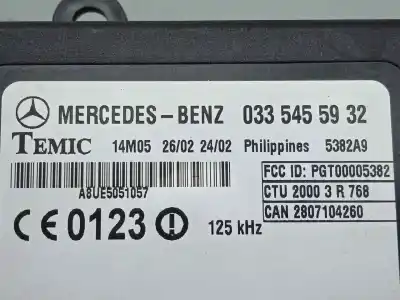 MERCEDES-BENZ 033 545 59 32
TEMIC 14M05 26/02 24/02 Philippines 5382A9
FCC ID: PGT00005382
A8UE5051057
CTU 2000 3 R 768
CE 0123 125 kHz
CAN 2807104260